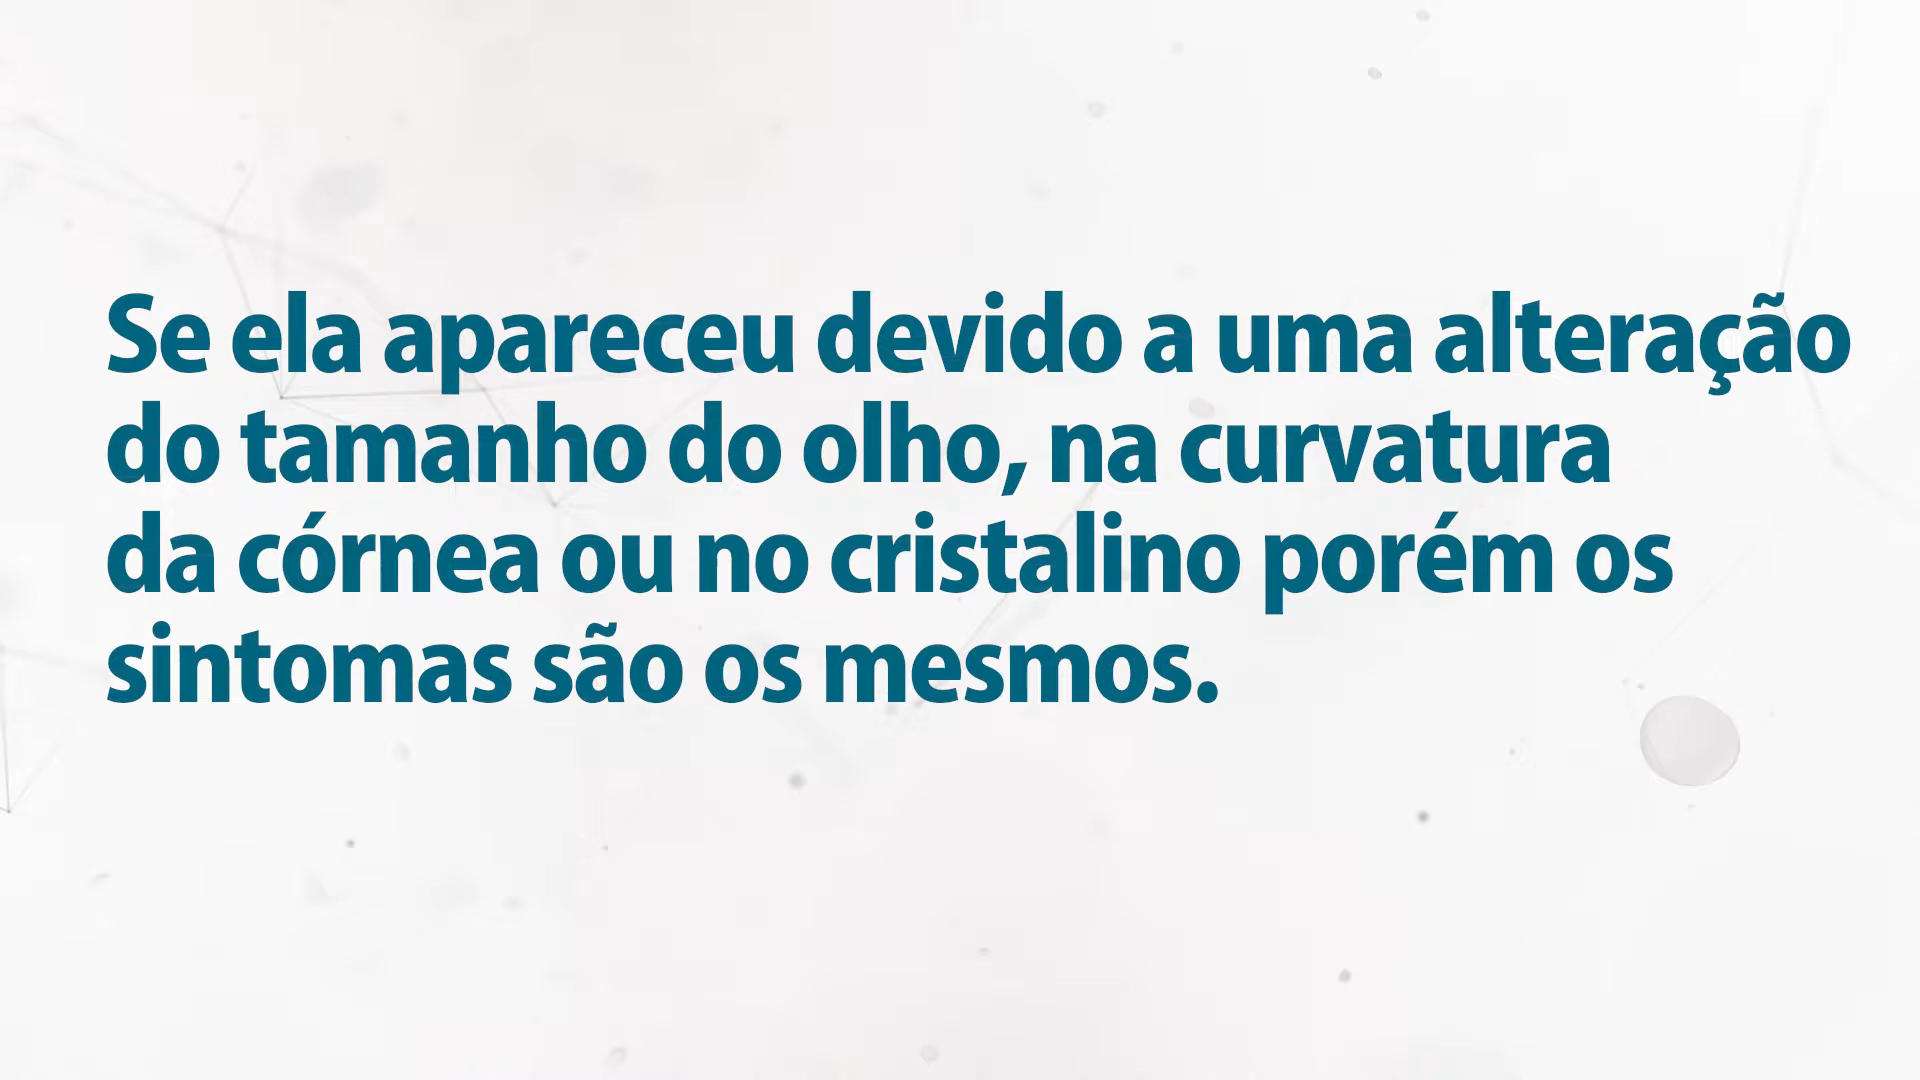 Se ela apareceu devido a uma alteração
do tamanho do olho, na curvatura
da córnea ou no cristalino porém os
sintomas são os mesmos.